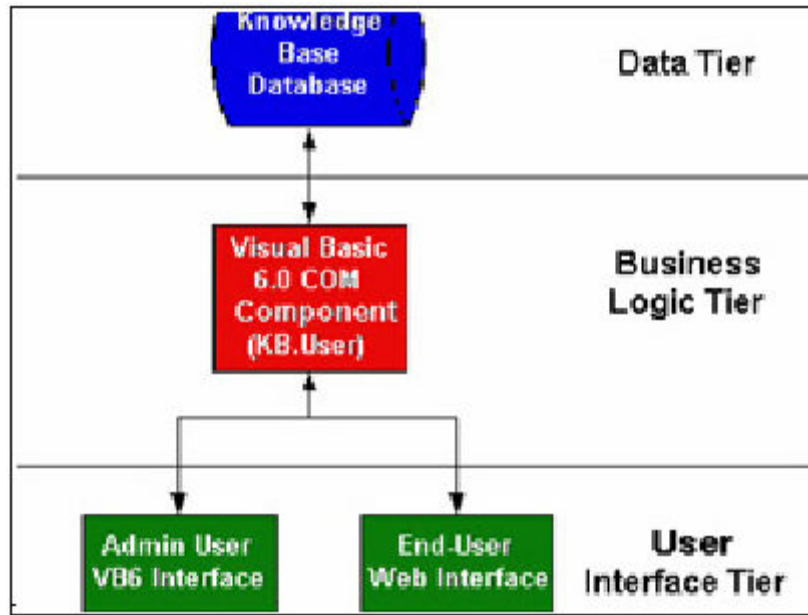 Knowledge
Base
Database
Data Tier
Visual Basic
6.0 COM
Component
(KB.User)
Business
Logic Tier
Admin User
VB6 Interface
End-User
Web Interface
User
Interface Tier